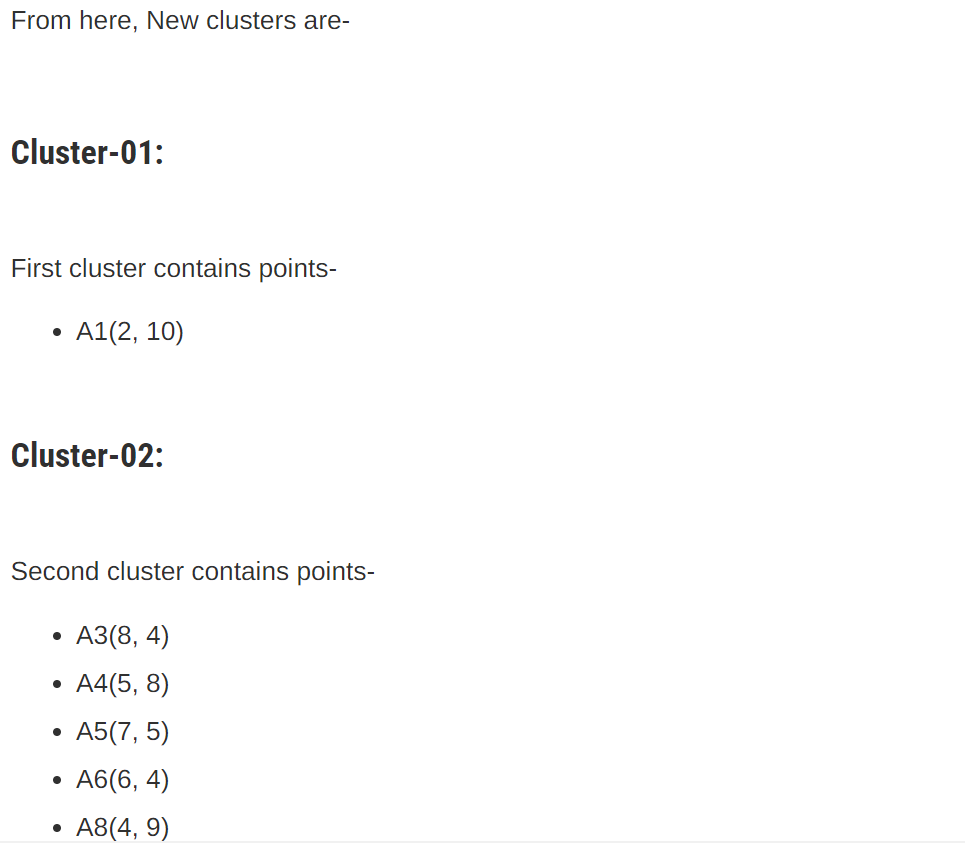 From here, New clusters are-
Cluster-01:
First cluster contains points-
A1(2, 10)
Cluster-02:
Second cluster contains points-
A3(8, 4)
A4(5, 8)
A5(7, 5)
A6(6, 4)
A8(4, 9)